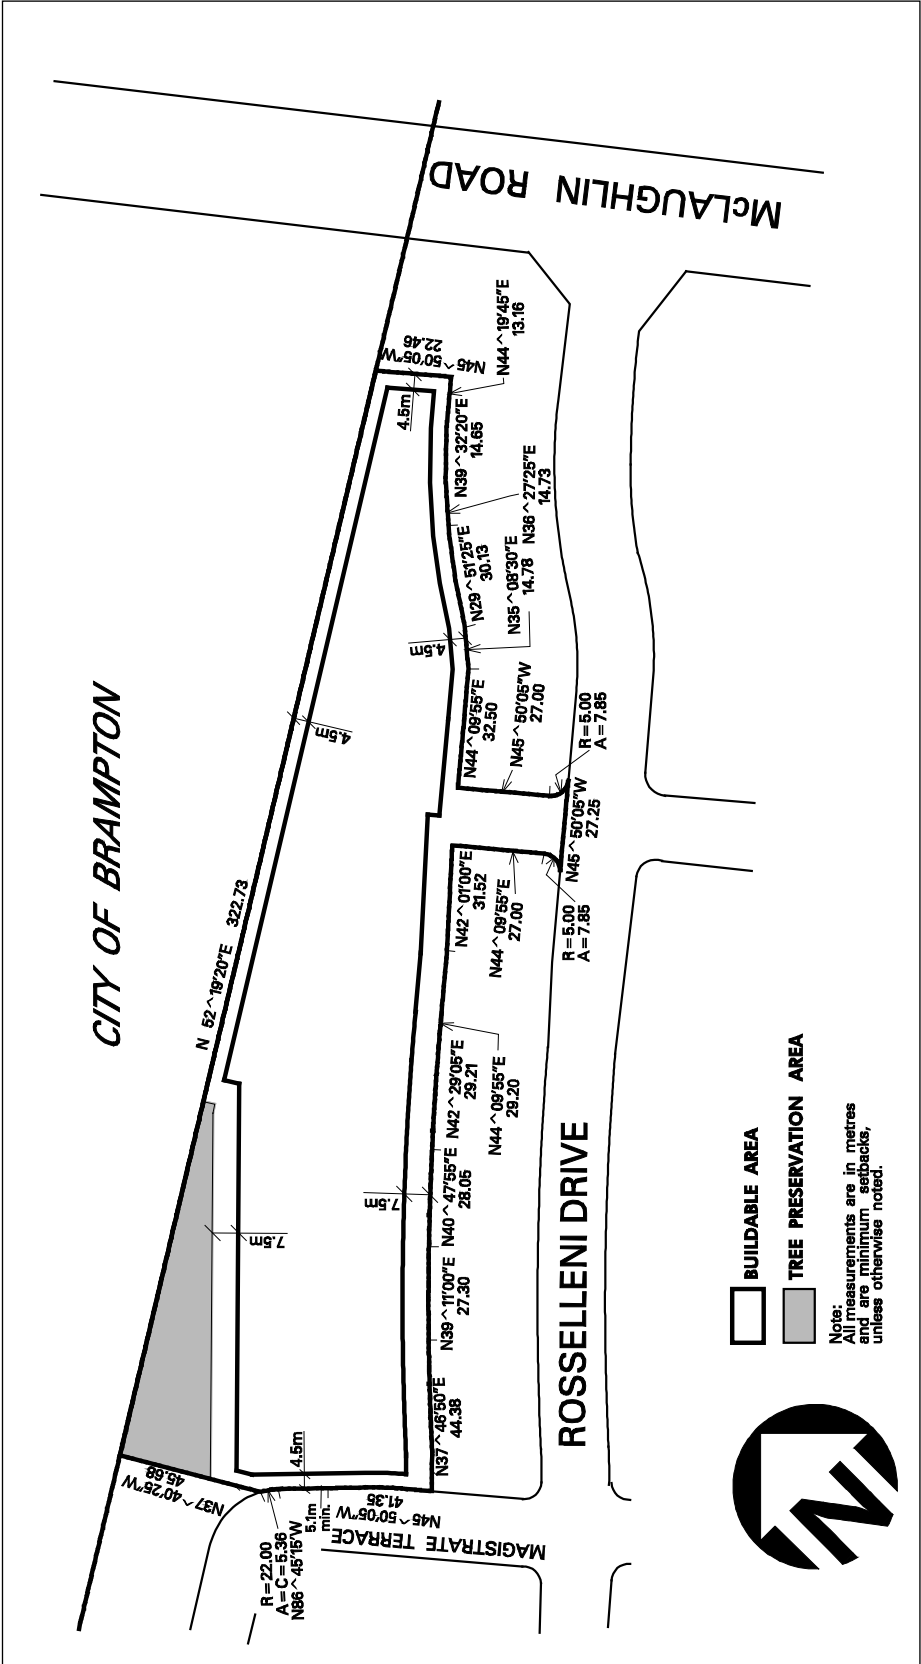 McLAUGHLIN ROAD
CITY OF BRAMPTON
N 52^19'20"E 322.73
N45^50'05"W
22.46
4.5m
N44^19'45"E
13.16
N39^32'20"E
14.65
N36^27'25"E
14.73
N29^51'25"E
30.13
N35^08'30"E
14.78
4.5m
4.5m
N44^09'55"E
32.50
N45^50'05"W
27.00
R=5.00
A=7.85
N45^50'05"W
27.25
N42^01'00"E
31.52
N44^09'55"E
27.00
R=5.00
A=7.85
N42^29'05"E
29.21
N44^09'55"E
29.20
N40^47'55"E
28.05
7.5m
7.5m
N39^11'00"E
27.30
N37^46'50"E
44.38
4.5m
N37^40'25"W
45.68
N45^50'05"W
41.35
5.1m
min.
R=22.00
A=C=5.36
N86^45'15"W
MAGISTRATE TERRACE
ROSSELLENI DRIVE
BUILDABLE AREA
TREE PRESERVATION AREA
Note:
All measurements are in metres
and are minimum setbacks,
unless otherwise noted.
N